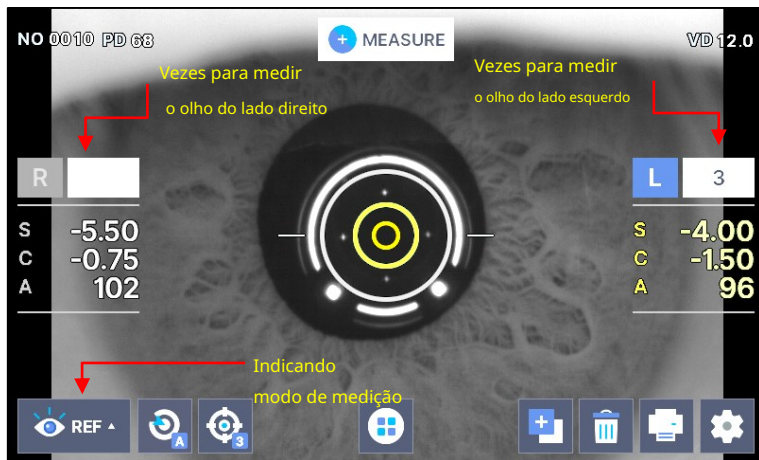 NO 0010 PD 68
MEASURE
VD 12.0
Vezes para medir
o olho do lado direito
Vezes para medir
o olho do lado esquerdo
R
L 3
S -5.50
C -0.75
A 102
S -4.00
C -1.50
A 96
Indicando
modo de medição
REF
A
3